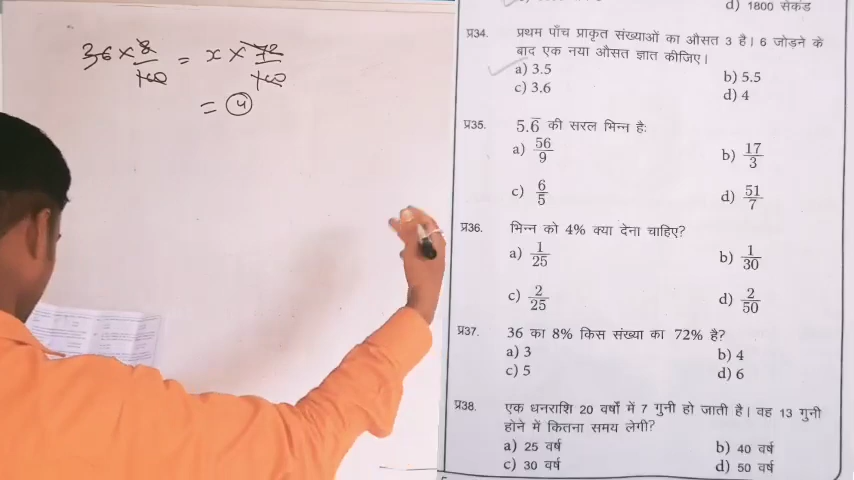 36 × 8/100 = x × 72/100
= 4
d) 1800 सेकंड
प्र34. प्रथम पाँच प्राकृत संख्याओं का औसत 3 है। 6 जोड़ने के
बाद एक नया औसत ज्ञात कीजिए।
a) 3.5 b) 5.5
c) 3.6 d) 4
प्र35. 5.6̅ की सरल भिन्न है:
a) 56/9 b) 17/3
c) 6/5 d) 51/7
प्र36. भिन्न को 4% क्या देना चाहिए?
a) 1/25 b) 1/30
c) 2/25 d) 2/50
प्र37. 36 का 8% किस संख्या का 72% है?
a) 3 b) 4
c) 5 d) 6
प्र38. एक धनराशि 20 वर्षों में 7 गुनी हो जाती है। वह 13 गुनी
होने में कितना समय लेगी?
a) 25 वर्ष b) 40 वर्ष
c) 30 वर्ष d) 50 वर्ष